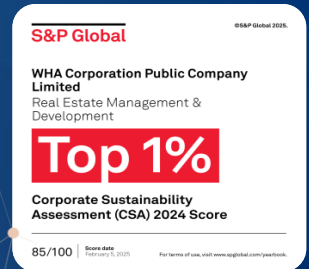 ©S&P Global 2025.
S&P Global
WHA Corporation Public Company
Limited
Real Estate Management &
Development
Top 1%
Corporate Sustainability
Assessment (CSA) 2024 Score
85/100
Score date
February 5, 2025
For terms of use, visit www.spglobal.com/yearbook.